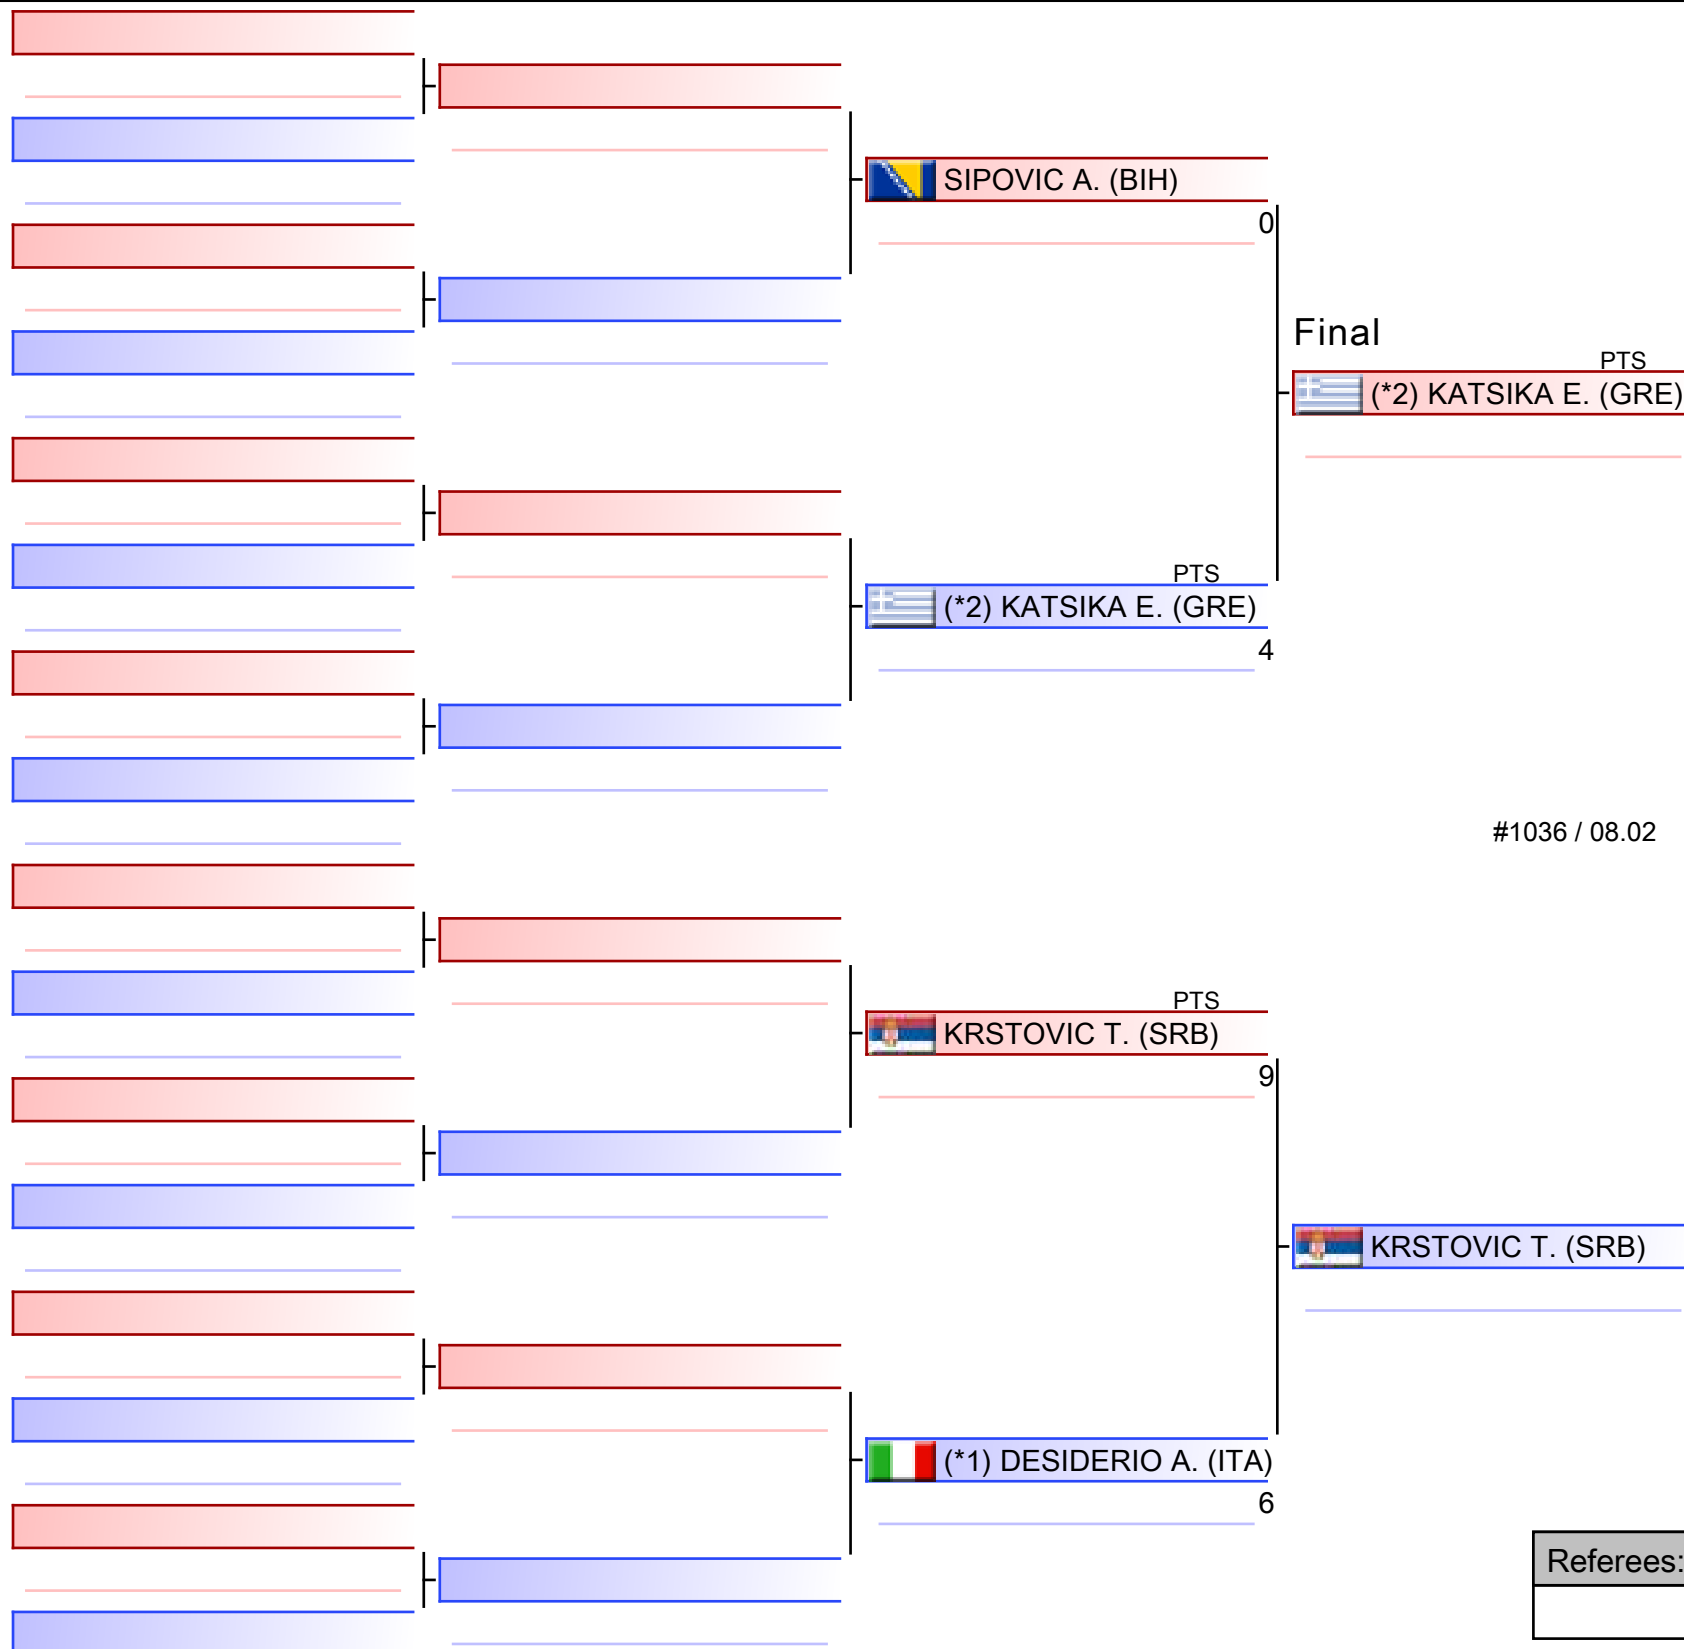 SIPOVIC A. (BIH)
0
Final
PTS
(*2) KATSIKA E. (GRE)
PTS
(*2) KATSIKA E. (GRE)
4
#1036 / 08.02
PTS
KRSTOVIC T. (SRB)
9
KRSTOVIC T. (SRB)
(*1) DESIDERIO A. (ITA)
6
Referees: